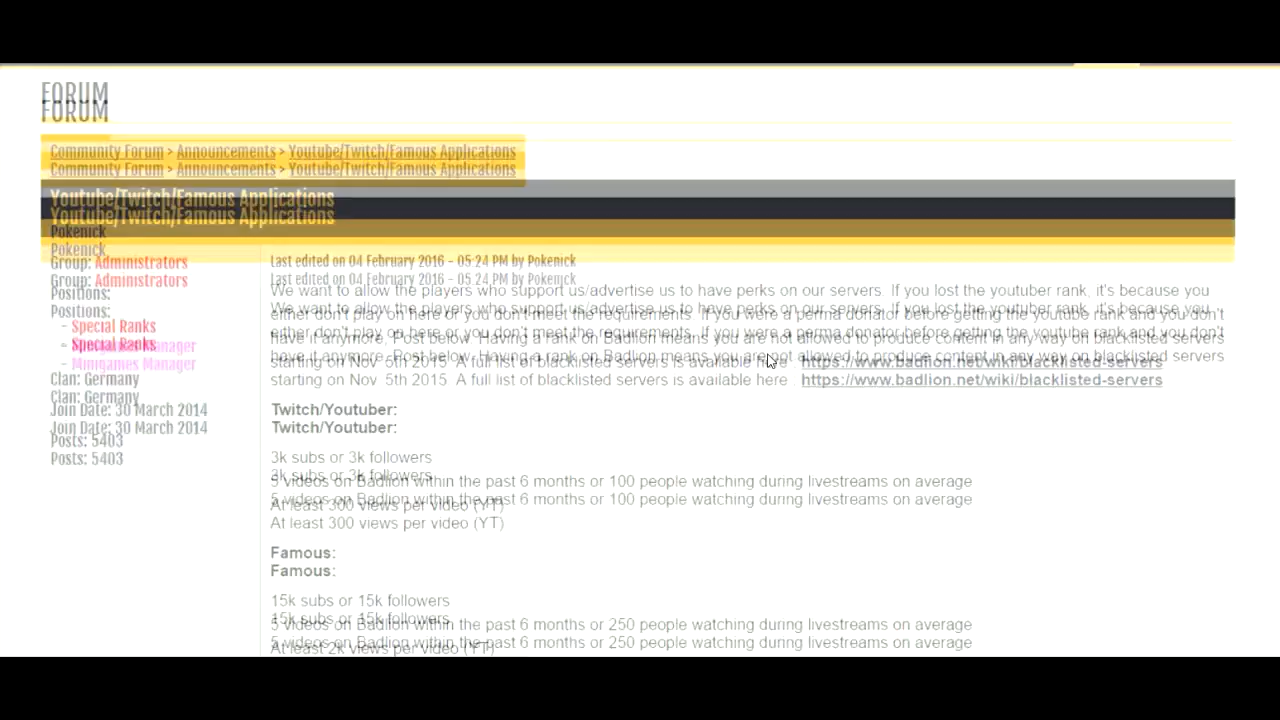 FORUM
Community Forum > Announcements > Youtube/Twitch/Famous Applications
Youtube/Twitch/Famous Applications
Pokenick
Group: Administrators
Positions:
- Special Ranks
- Minigames Manager
Clan: Germany
Join Date: 30 March 2014
Posts: 5403
Last edited on 04 February 2016 - 05:24 PM by Pokenick
We want to allow the players who support us/advertise us to have perks on our servers. If you lost the youtuber rank, it's because you
either don't play on here or you don't meet the requirements. If you were a perma donator before getting the youtube rank and you don't
have it anymore, Post below. Having a rank on Badlion means you are not allowed to produce content in any way on blacklisted servers
starting on Nov 5th 2015 A full list of blacklisted servers is available here : https://www.badlion.net/wiki/blacklisted-servers
Twitch/Youtuber:
3k subs or 3k followers
5 videos on Badlion within the past 6 months or 100 people watching during livestreams on average
At least 300 views per video (YT)
Famous:
15k subs or 15k followers
5 videos on Badlion within the past 6 months or 250 people watching during livestreams on average
At least 2k views per video (YT)